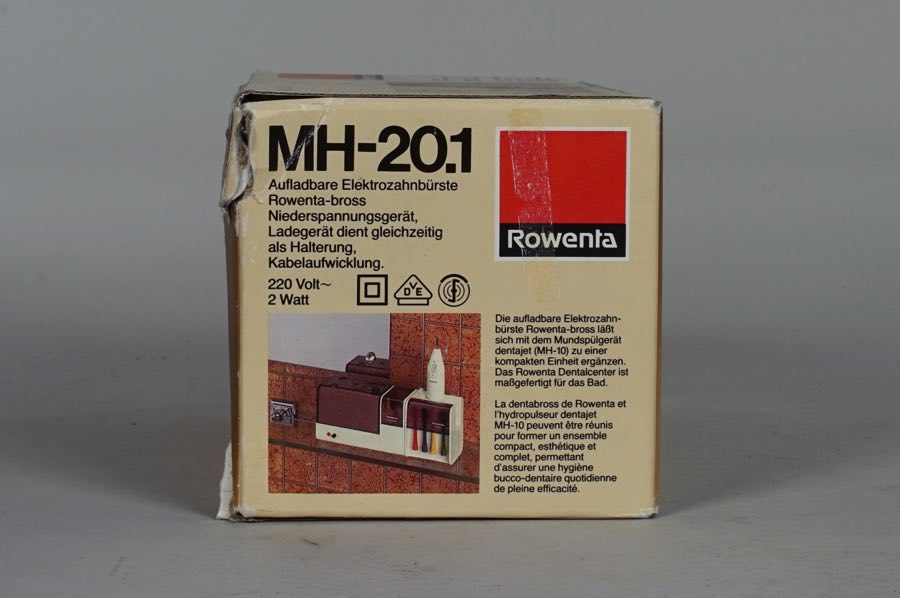 MH-20.1
Aufladbare Elektrozahnbürste
Rowenta-bross
Niederspannungsgerät,
Ladegerät dient gleichzeitig
als Halterung,
Kabelaufwicklung.
220 Volt~
2 Watt
DVE
Rowenta
Die aufladbare Elektrozahn-
bürste Rowenta-bross läßt
sich mit dem Mundspülgerät
dentajet (MH-10) zu einer
kompakten Einheit ergänzen.
Das Rowenta Dentalcenter ist
maßgefertigt für das Bad.
La dentabross de Rowenta et
l'hydropulseur dentajet
MH-10 peuvent être réunis
pour former un ensemble
compact, esthétique et
complet, permettant
d'assurer une hygiène
bucco-dentaire quotidienne
de pleine efficacité.
Rowenta